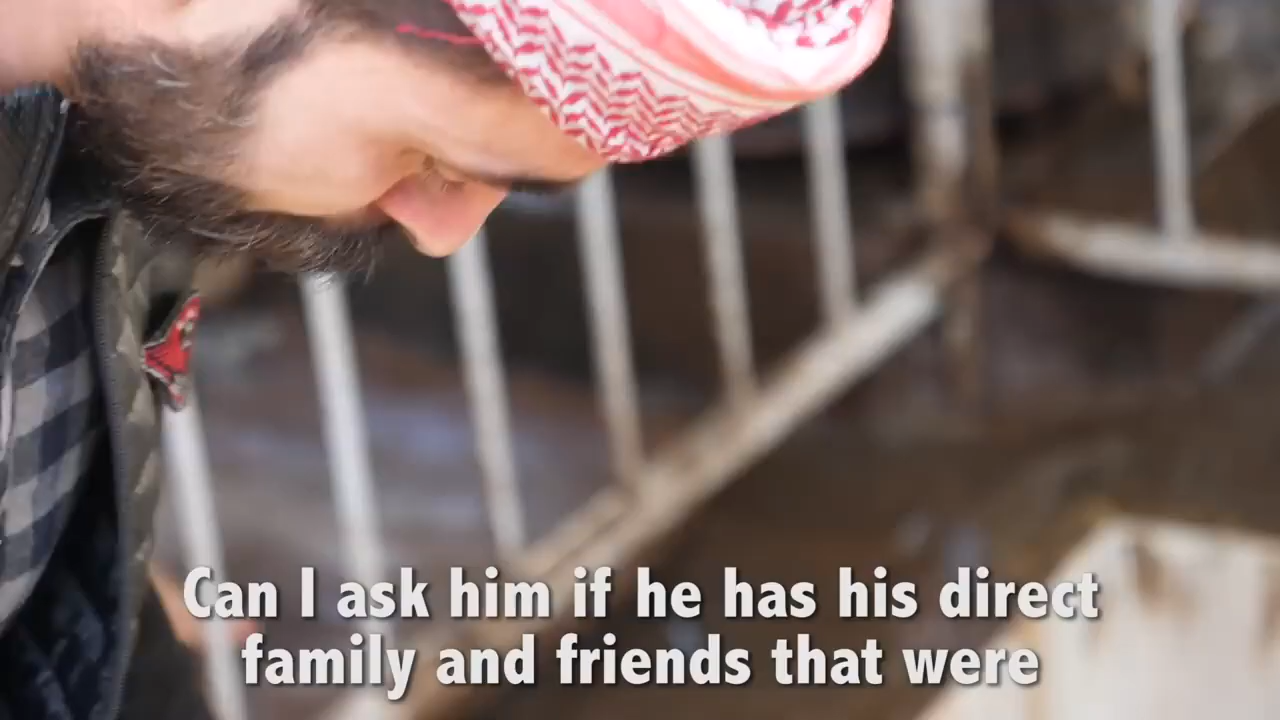 Can I ask him if he has his direct
family and friends that were